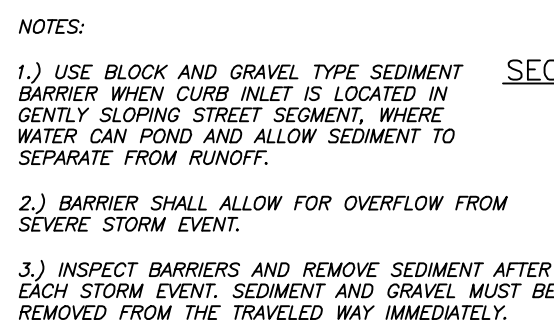 NOTES:
1.) USE BLOCK AND GRAVEL TYPE SEDIMENT
BARRIER WHEN CURB INLET IS LOCATED IN
GENTLY SLOPING STREET SEGMENT, WHERE
WATER CAN POND AND ALLOW SEDIMENT TO
SEPARATE FROM RUNOFF.
2.) BARRIER SHALL ALLOW FOR OVERFLOW FROM
SEVERE STORM EVENT.
3.) INSPECT BARRIERS AND REMOVE SEDIMENT AFTER
EACH STORM EVENT. SEDIMENT AND GRAVEL MUST BE
REMOVED FROM THE TRAVELED WAY IMMEDIATELY.